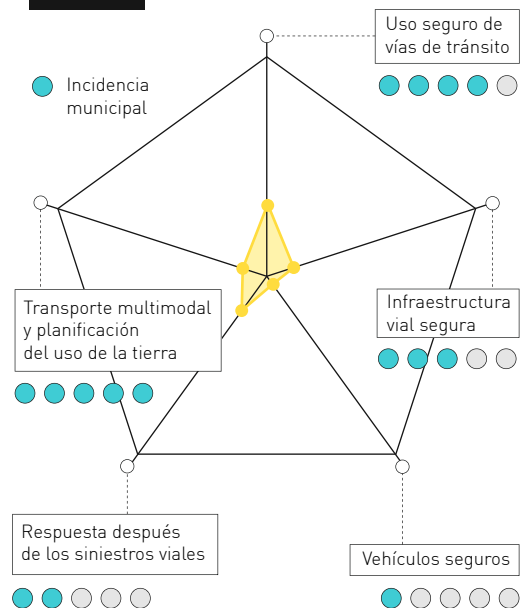 Uso seguro de
vías de tránsito
Incidencia
municipal
Transporte multimodal
y planificación
del uso de la tierra
Infraestructura
vial segura
Respuesta después
de los siniestros viales
Vehículos seguros